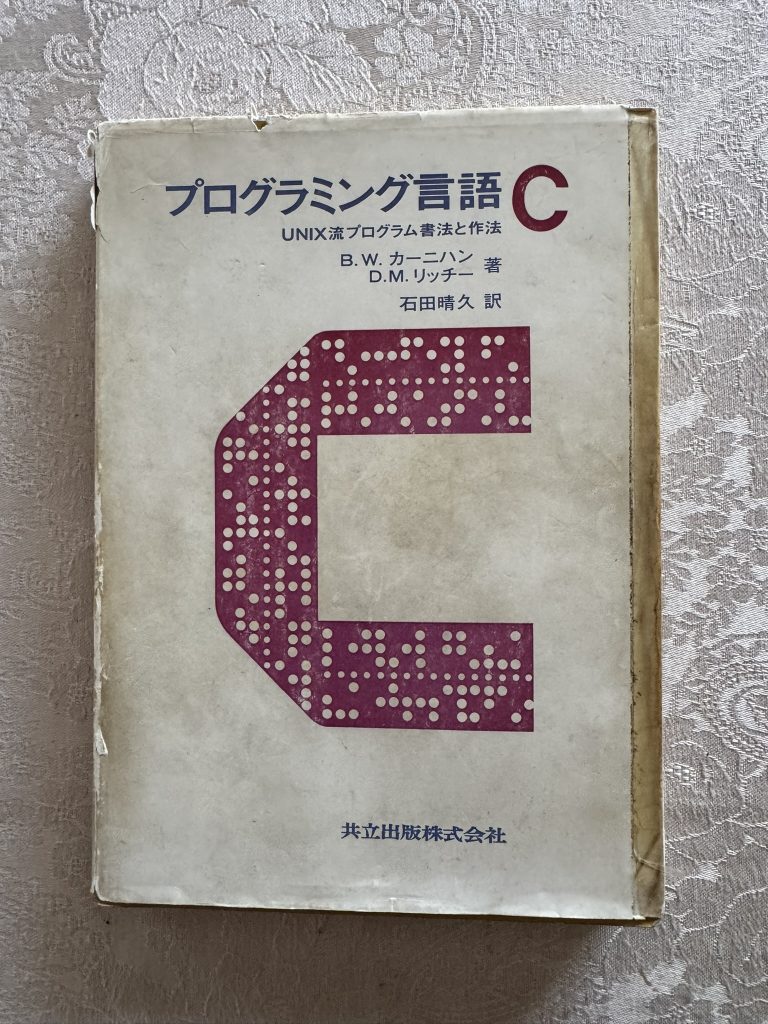 プログラミング言語 C
UNIX流プログラム書法と作法
B.W. カーニハン
D.M. リッチー 著
石田晴久 訳
共立出版株式会社